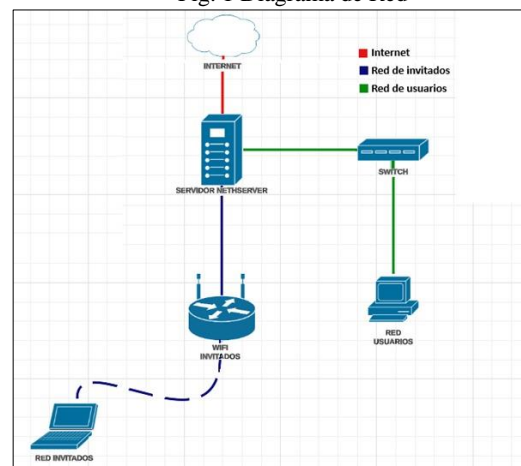 Fig. 1 Diagrama de Red
INTERNET
Internet
Red de invitados
Red de usuarios
SERVIDOR NETHSERVER
SWITCH
WIFI
INVITADOS
RED
USUARIOS
RED INVITADOS